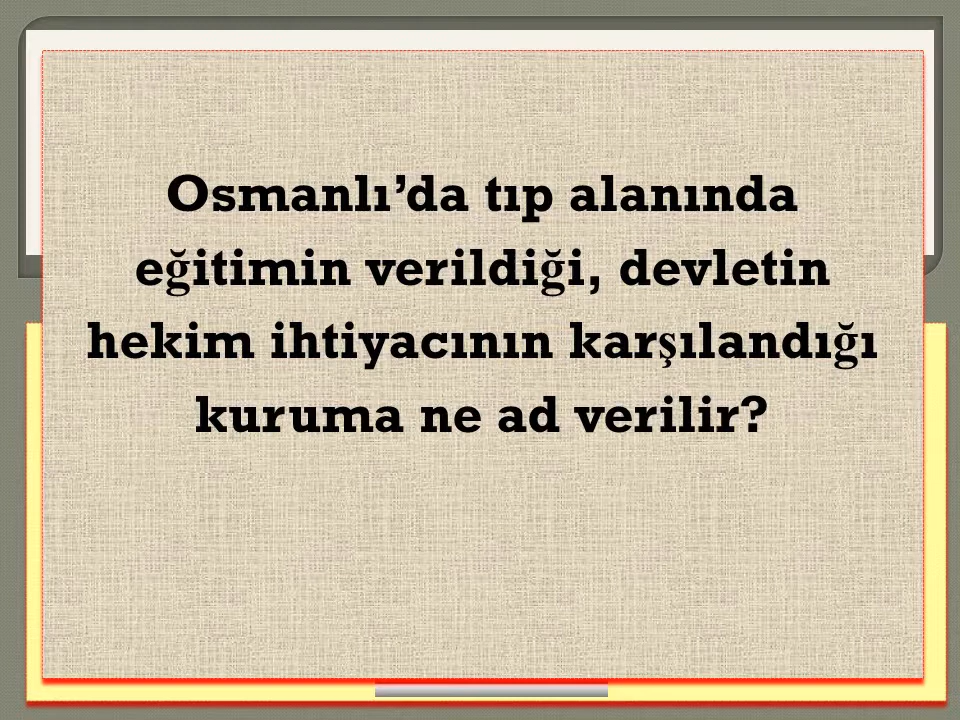 Osmanlı’da tıp alanında
eğitimin verildiği, devletin
hekim ihtiyacının karşılandığı
kuruma ne ad verilir?